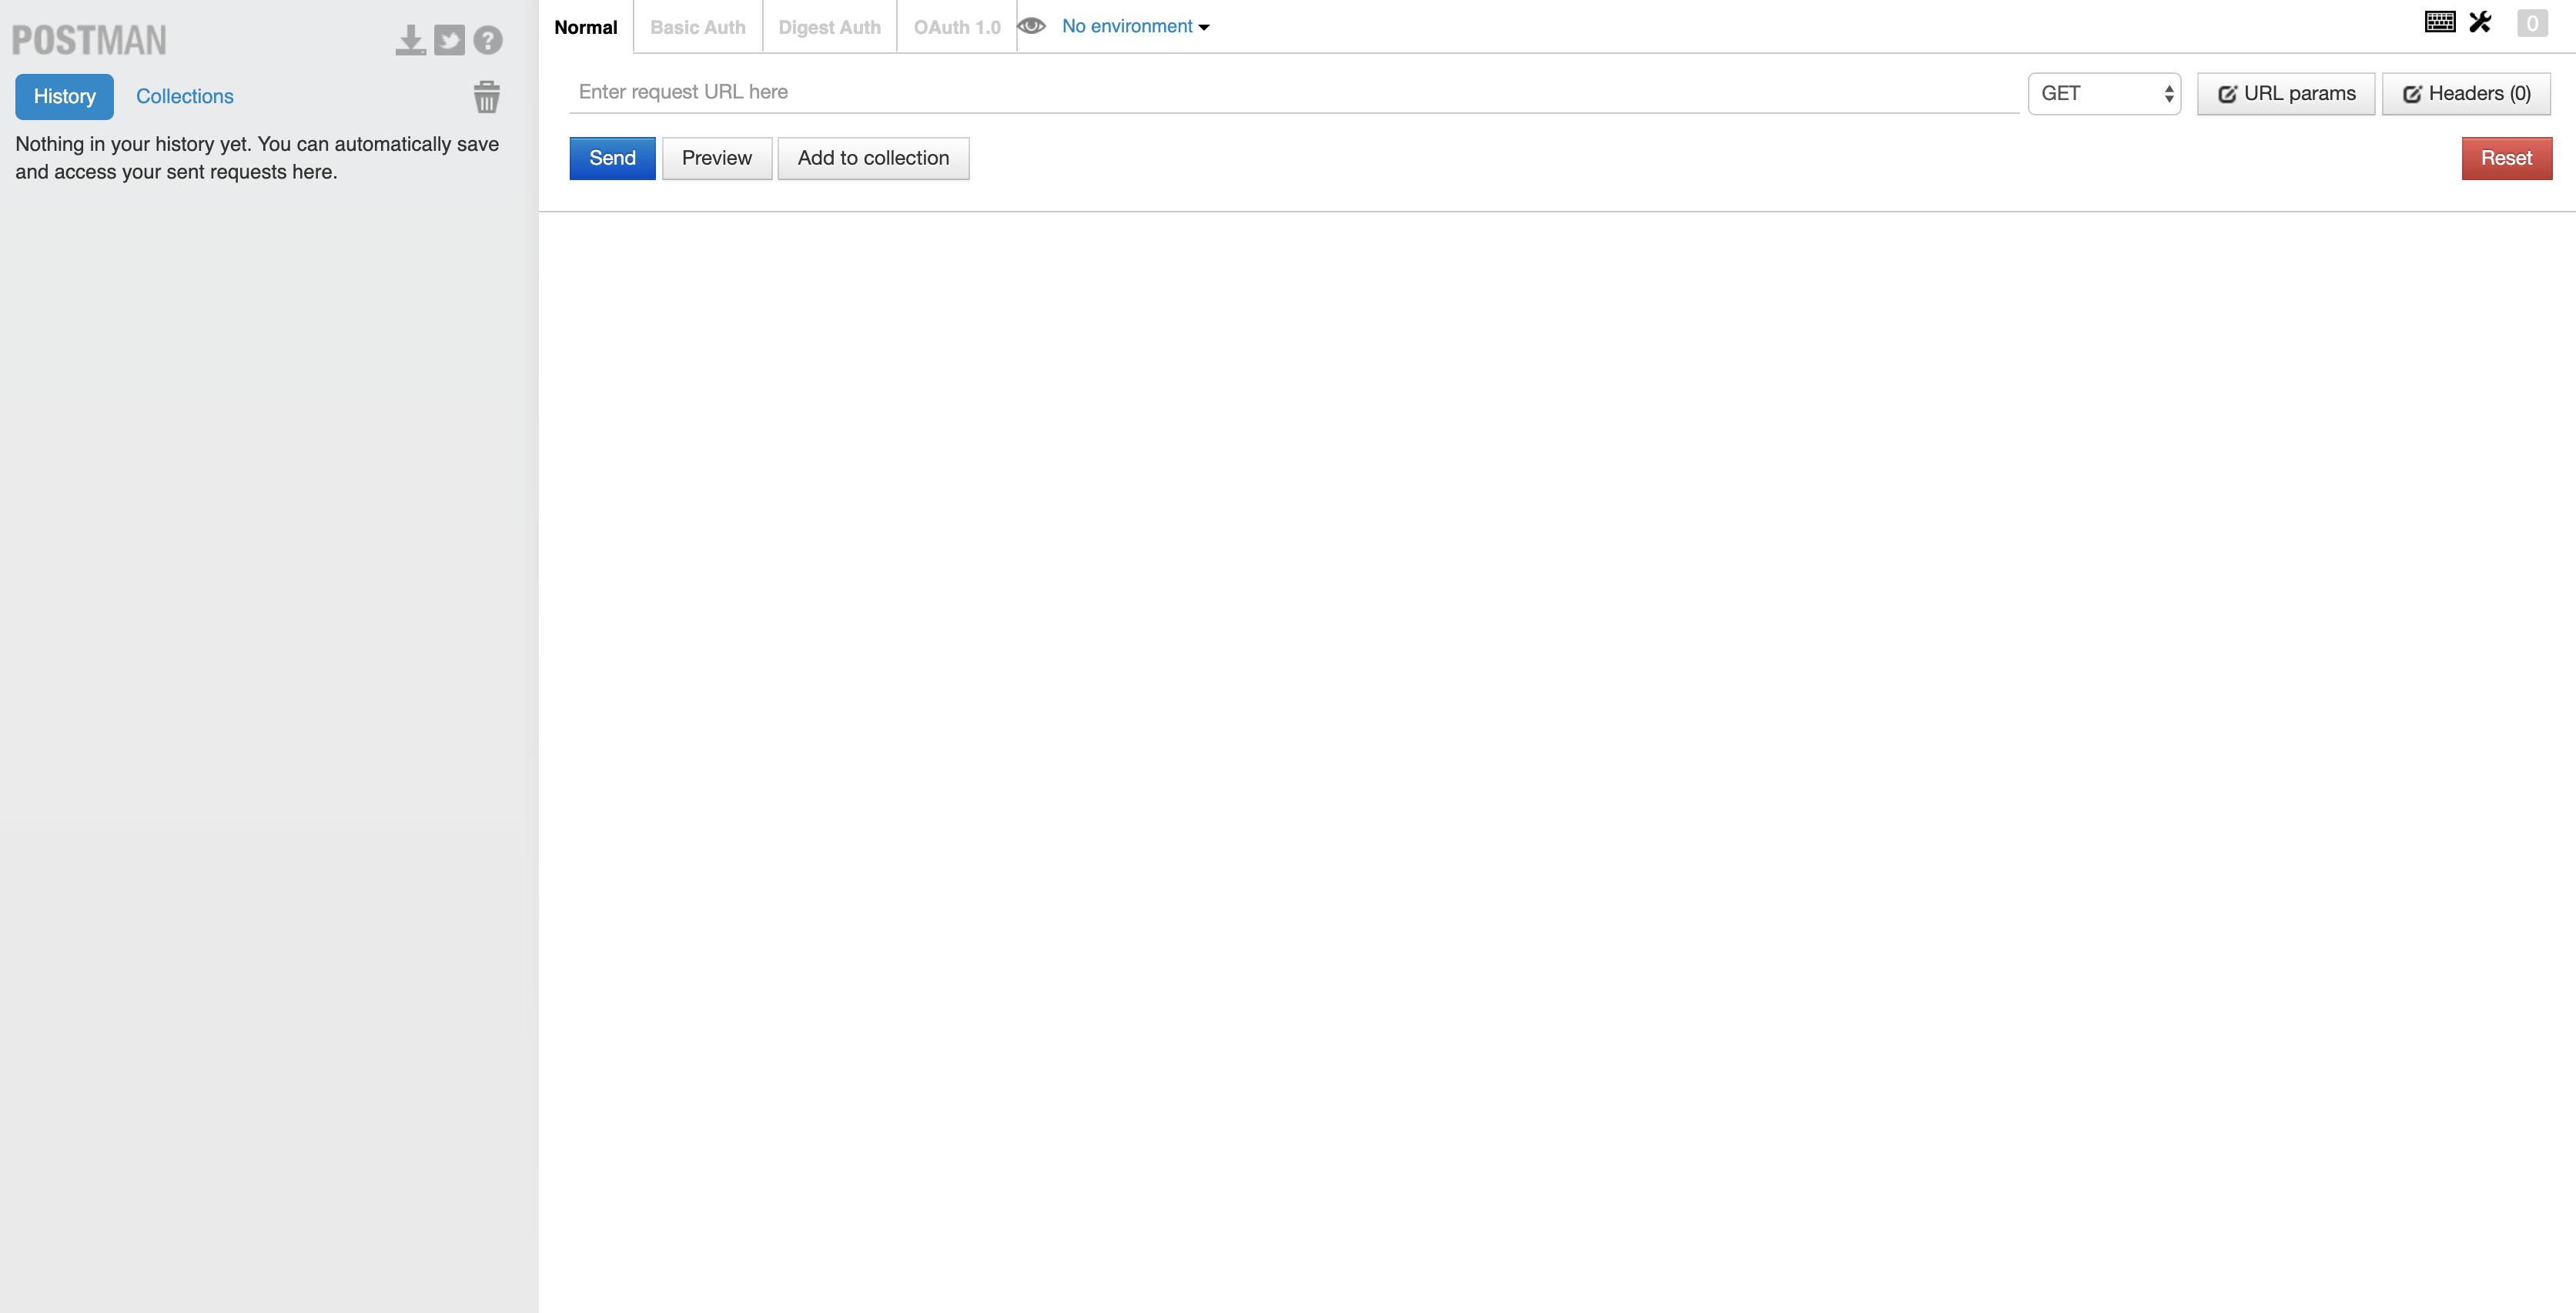 POSTMAN
History Collections
Nothing in your history yet. You can automatically save
and access your sent requests here.
Normal Basic Auth Digest Auth OAuth 1.0 No environment 0
Enter request URL here GET URL params Headers (0)
Send Preview Add to collection Reset